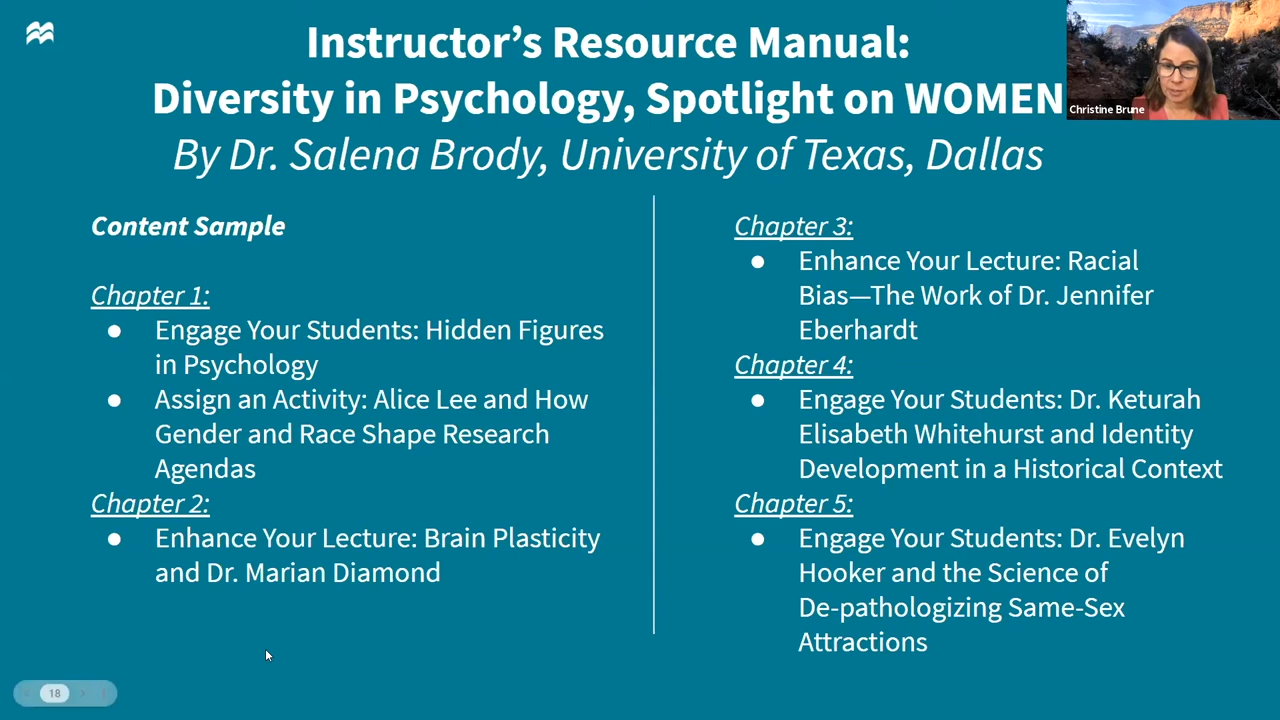 Instructor’s Resource Manual:
Diversity in Psychology, Spotlight on WOMEN
By Dr. Salena Brody, University of Texas, Dallas
Christine Brune
Content Sample
Chapter 1:
● Engage Your Students: Hidden Figures
in Psychology
● Assign an Activity: Alice Lee and How
Gender and Race Shape Research
Agendas
Chapter 2:
● Enhance Your Lecture: Brain Plasticity
and Dr. Marian Diamond
Chapter 3:
● Enhance Your Lecture: Racial
Bias—The Work of Dr. Jennifer
Eberhardt
Chapter 4:
● Engage Your Students: Dr. Keturah
Elisabeth Whitehurst and Identity
Development in a Historical Context
Chapter 5:
● Engage Your Students: Dr. Evelyn
Hooker and the Science of
De-pathologizing Same-Sex
Attractions
18